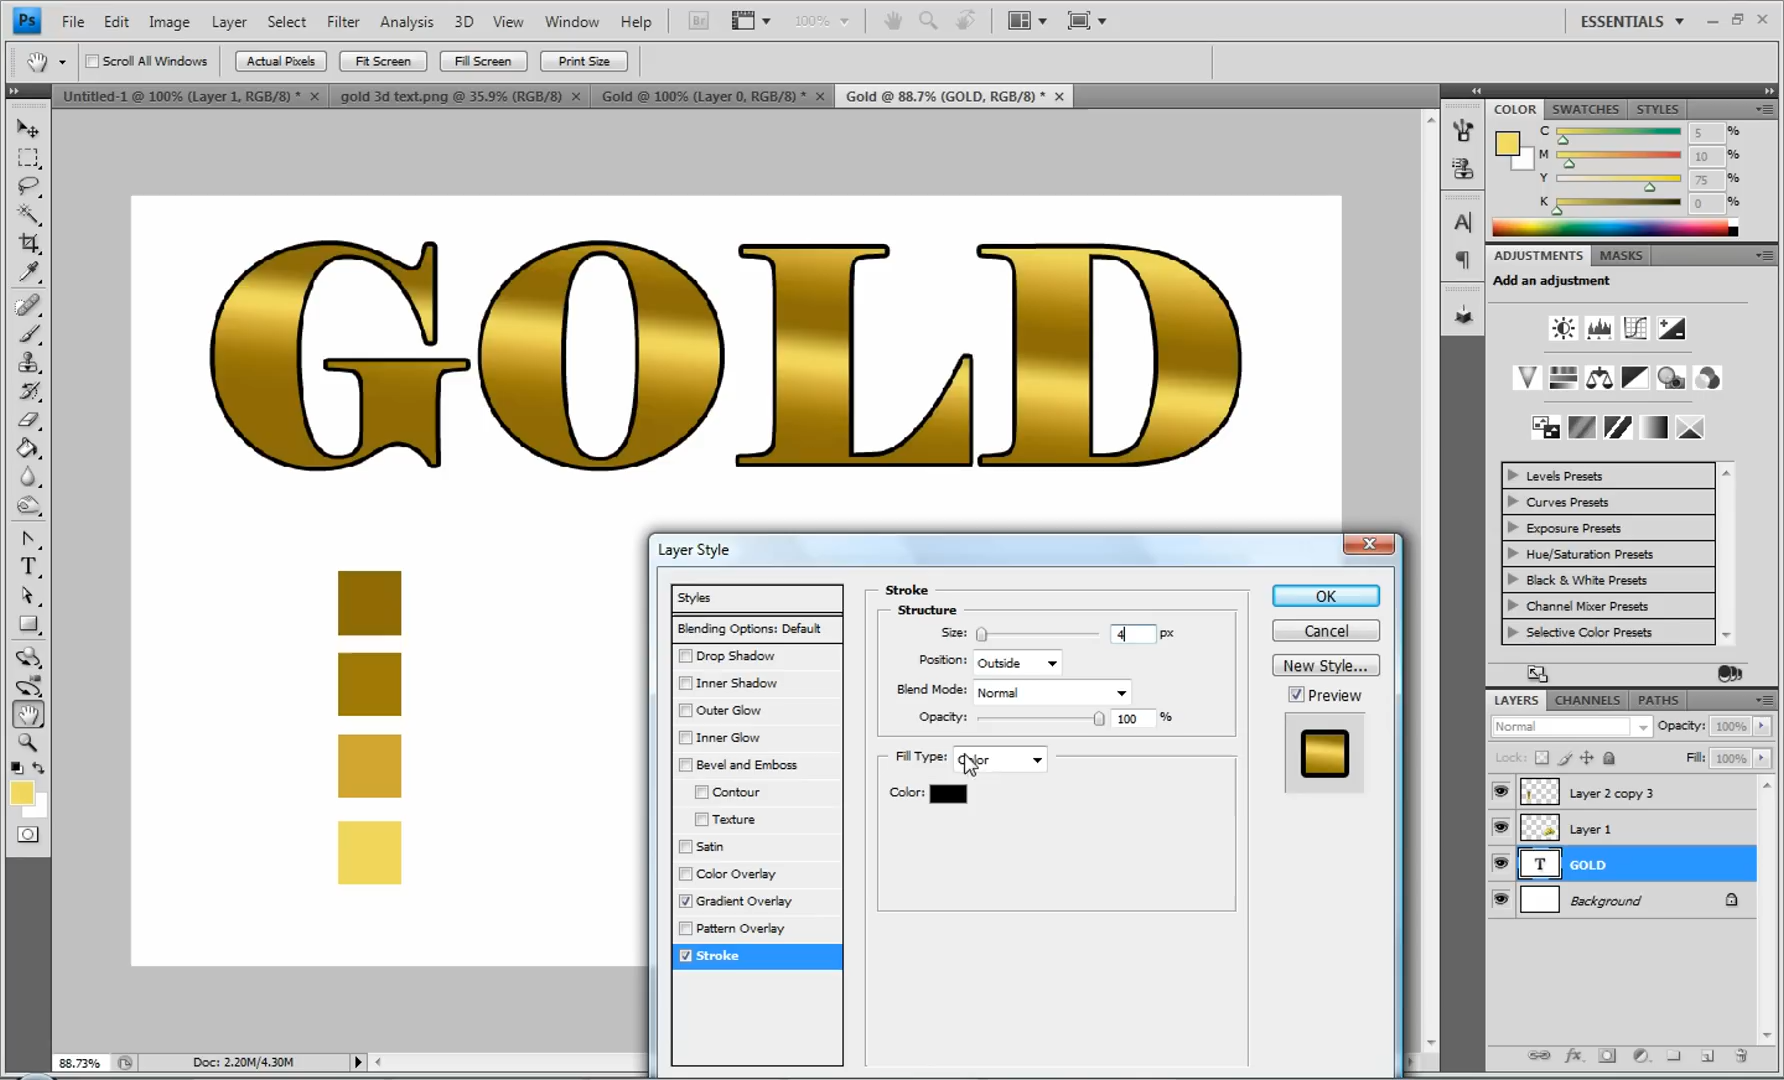 Ps File Edit Image Layer Select Filter Analysis 3D View Window Help Br 100% ESSENTIALS
Scroll All Windows Actual Pixels Fit Screen Fill Screen Print Size
Untitled-1 @ 100% (Layer 1, RGB/8) * gold 3d text.png @ 35.9% (RGB/8) Gold @ 100% (Layer 0, RGB/8) * Gold @ 88.7% (GOLD, RGB/8) *
COLOR SWATCHES STYLES
C 5 %
M 10 %
Y 75 %
K 0 %
ADJUSTMENTS MASKS
Add an adjustment
Levels Presets
Curves Presets
Exposure Presets
Hue/Saturation Presets
Black & White Presets
Channel Mixer Presets
Selective Color Presets
LAYERS CHANNELS PATHS
Normal Opacity: 100%
Lock: Fill: 100%
Layer 2 copy 3
Layer 1
T GOLD
Background
GOLD
Layer Style
Styles
Blending Options: Default
Drop Shadow
Inner Shadow
Outer Glow
Inner Glow
Bevel and Emboss
Contour
Texture
Satin
Color Overlay
Gradient Overlay
Pattern Overlay
Stroke
Stroke
Structure
Size: 4 px
Position: Outside
Blend Mode: Normal
Opacity: 100 %
Fill Type: Color
Color:
OK
Cancel
New Style...
Preview
88.73% Doc: 2.20M/4.30M